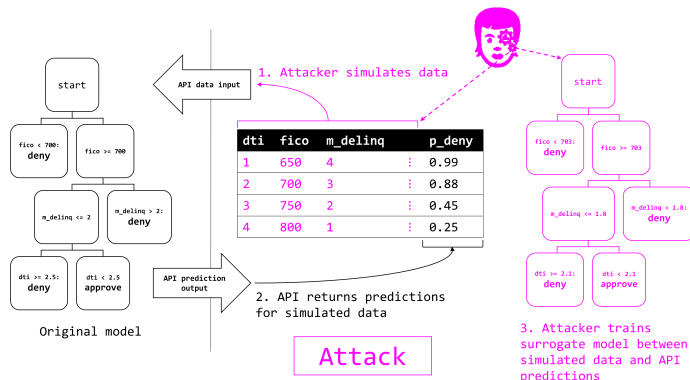 start
fico < 700:
deny
fico >= 700
m_delinq <= 2
m_delinq > 2:
deny
dti >= 2.5:
deny
dti < 2.5
approve
Original model
API data input
API prediction
output
1. Attacker simulates data
dti fico m_delinq p_deny
1 650 4 ⋮ 0.99
2 700 3 ⋮ 0.88
3 750 2 ⋮ 0.45
4 800 1 ⋮ 0.25
2. API returns predictions
for simulated data
Attack
start
fico < 703:
deny
fico >= 703
m_delinq <= 1.8
m_delinq > 1.8:
deny
dti >= 2.1:
deny
dti < 2.1
approve
3. Attacker trains
surrogate model between
simulated data and API
predictions